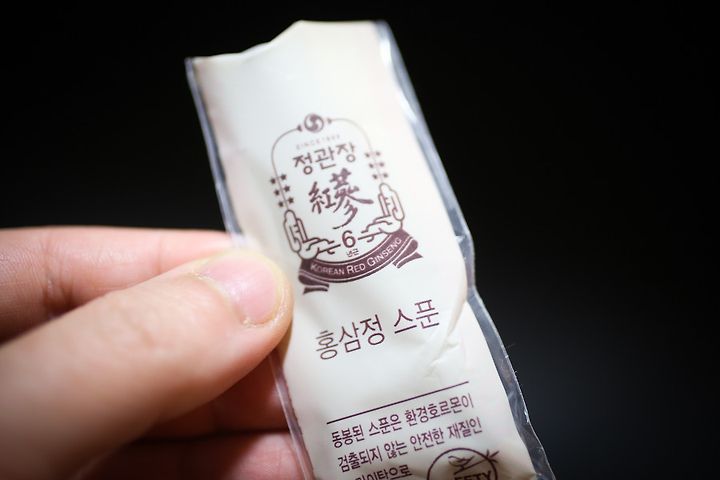 SINCE 1899
정관장
紅蔘
6
년근
KOREAN RED GINSENG
홍삼정 스푼
동봉된 스푼은 환경호르몬이
검출되지 않는 안전한 재질인